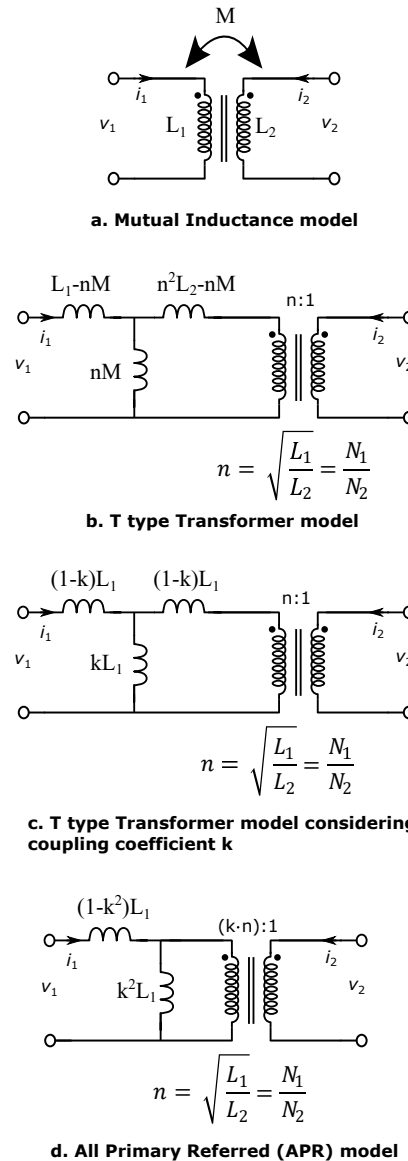 M
i₁ i₂
v₁ L₁ L₂ v₂
a. Mutual Inductance model
L₁-nM n²L₂-nM
n:1
i₁ i₂
v₁ nM v₂
n = √(L₁/L₂) = N₁/N₂
b. T type Transformer model
(1-k)L₁ (1-k)L₁
n:1
i₁ i₂
v₁ kL₁ v₂
n = √(L₁/L₂) = N₁/N₂
c. T type Transformer model considering
coupling coefficient k
(1-k²)L₁
(k·n):1
i₁ i₂
v₁ k²L₁ v₂
n = √(L₁/L₂) = N₁/N₂
d. All Primary Referred (APR) model